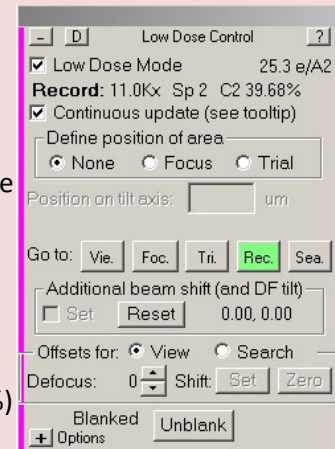 – D Low Dose Control ?
Low Dose Mode 25.3 e/A2
Record: 11.0Kx Sp 2 C2 39.68%
Continuous update (see tooltip)
Define position of area
None Focus Trial
e
Position on tilt axis: um
Go to: Vie. Foc. Tri. Rec. Sea.
Additional beam shift (and DF tilt)
Set Reset 0.00, 0.00
Offsets for: View Search
Defocus: 0 Shift: Set Zero
%)
Blanked Unblank
+ Options